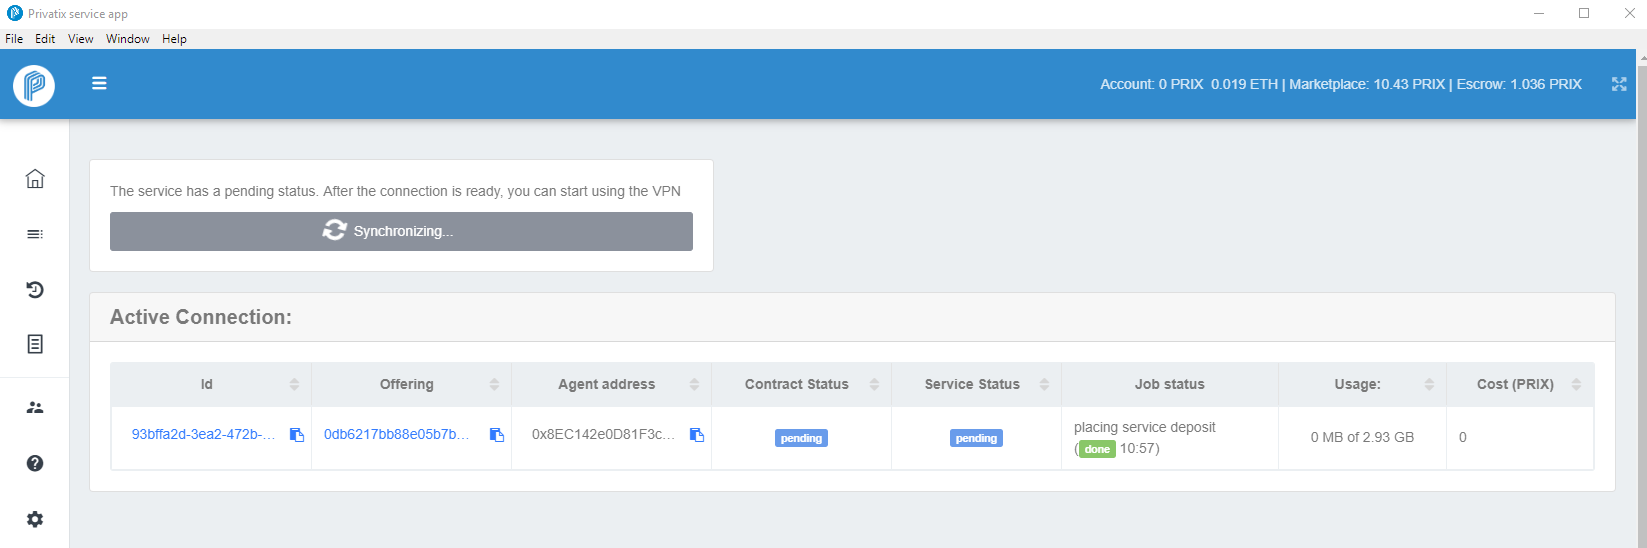 Privatix service app
File Edit View Window Help
Account: 0 PRIX 0.019 ETH | Marketplace: 10.43 PRIX | Escrow: 1.036 PRIX
The service has a pending status. After the connection is ready, you can start using the VPN
Synchronizing...
Active Connection:
Id Offering Agent address Contract Status Service Status Job status Usage: Cost (PRIX)
93bffa2d-3ea2-472b-... 0db6217bb88e05b7b... 0x8EC142e0D81F3c... pending pending placing service deposit 0 MB of 2.93 GB 0
(done 10:57)